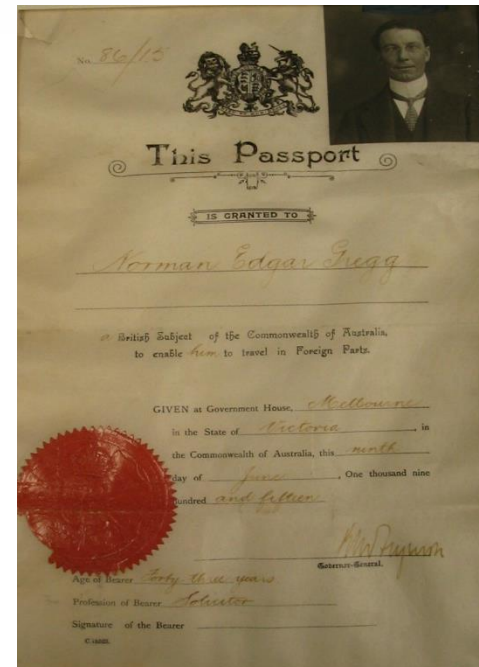 No. 86/15
This Passport
IS GRANTED TO
Norman Edgar Gregg
a British Subject of the Commonwealth of Australia,
to enable him to travel in Foreign Parts.
GIVEN at Government House, Melbourne
in the State of Victoria, in
the Commonwealth of Australia, this ninth
day of June, One thousand nine
hundred and fifteen
Governor-General.
Age of Bearer Forty three years
Profession of Bearer Solicitor
Signature of the Bearer